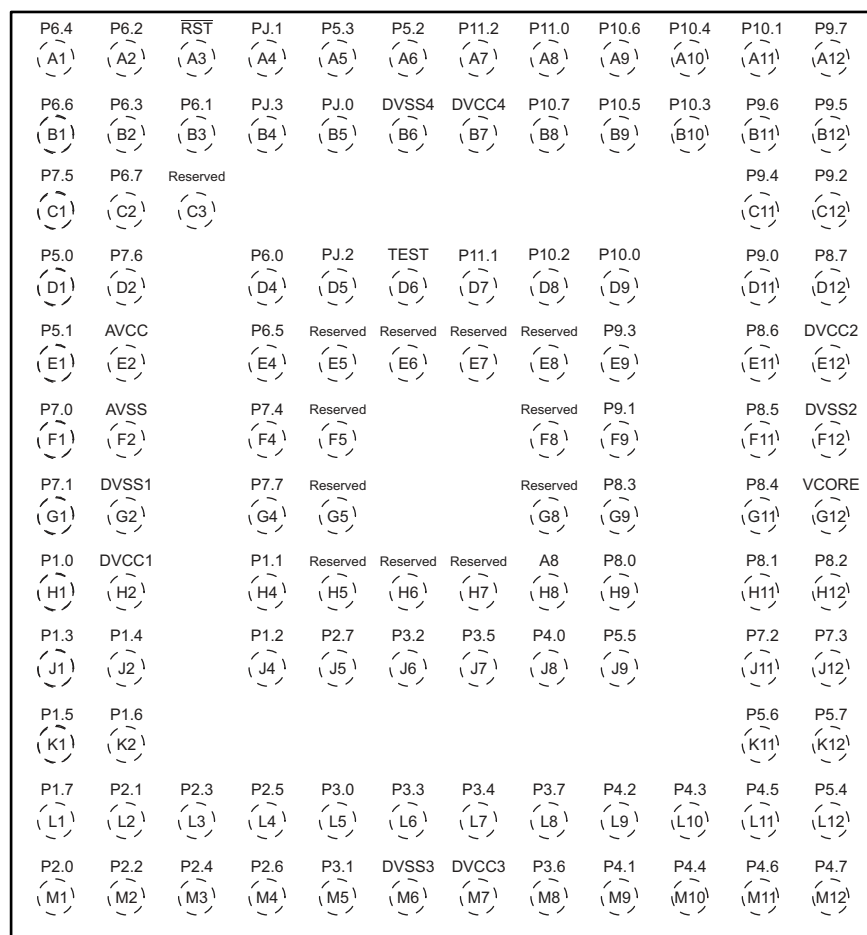 P6.4 P6.2 RST PJ.1 P5.3 P5.2 P11.2 P11.0 P10.6 P10.4 P10.1 P9.7
A1 A2 A3 A4 A5 A6 A7 A8 A9 A10 A11 A12
P6.6 P6.3 P6.1 PJ.3 PJ.0 DVSS4 DVCC4 P10.7 P10.5 P10.3 P9.6 P9.5
B1 B2 B3 B4 B5 B6 B7 B8 B9 B10 B11 B12
P7.5 P6.7 Reserved P9.4 P9.2
C1 C2 C3 C11 C12
P5.0 P7.6 P6.0 PJ.2 TEST P11.1 P10.2 P10.0 P9.0 P8.7
D1 D2 D4 D5 D6 D7 D8 D9 D11 D12
P5.1 AVCC P6.5 Reserved Reserved Reserved Reserved P9.3 P8.6 DVCC2
E1 E2 E4 E5 E6 E7 E8 E9 E11 E12
P7.0 AVSS P7.4 Reserved Reserved P9.1 P8.5 DVSS2
F1 F2 F4 F5 F8 F9 F11 F12
P7.1 DVSS1 P7.7 Reserved Reserved P8.3 P8.4 VCORE
G1 G2 G4 G5 G8 G9 G11 G12
P1.0 DVCC1 P1.1 Reserved Reserved Reserved A8 P8.0 P8.1 P8.2
H1 H2 H4 H5 H6 H7 H8 H9 H11 H12
P1.3 P1.4 P1.2 P2.7 P3.2 P3.5 P4.0 P5.5 P7.2 P7.3
J1 J2 J4 J5 J6 J7 J8 J9 J11 J12
P1.5 P1.6 P5.6 P5.7
K1 K2 K11 K12
P1.7 P2.1 P2.3 P2.5 P3.0 P3.3 P3.4 P3.7 P4.2 P4.3 P4.5 P5.4
L1 L2 L3 L4 L5 L6 L7 L8 L9 L10 L11 L12
P2.0 P2.2 P2.4 P2.6 P3.1 DVSS3 DVCC3 P3.6 P4.1 P4.4 P4.6 P4.7
M1 M2 M3 M4 M5 M6 M7 M8 M9 M10 M11 M12